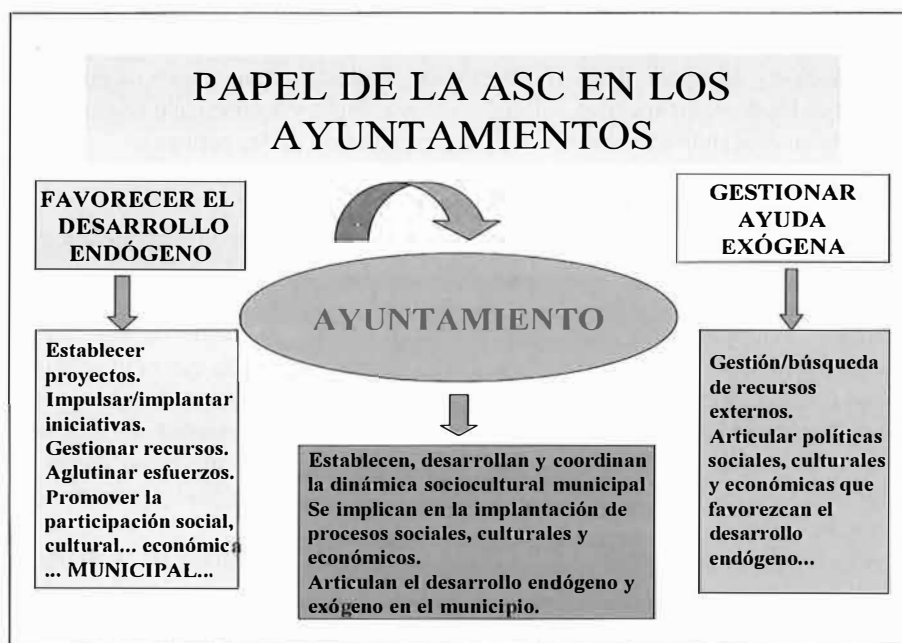 PAPEL DE LA ASC EN LOS
AYUNTAMIENTOS
FAVORECER EL
DESARROLLO
ENDÓGENO
GESTIONAR
AYUDA
EXÓGENA
AYUNTAMIENTO
Establecer
proyectos.
Impulsar/implantar
iniciativas.
Gestionar recursos.
Aglutinar esfuerzos.
Promover la
participación social,
cultural... económica
... MUNICIPAL...
Establecen, desarrollan y coordinan
la dinámica sociocultural municipal
Se implican en la implantación de
procesos sociales, culturales y
económicos.
Articulan el desarrollo endógeno y
exógeno en el municipio.
Gestión/búsqueda
de recursos
externos.
Articular políticas
sociales, culturales
y económicas que
favorezcan el
desarrollo
endógeno...